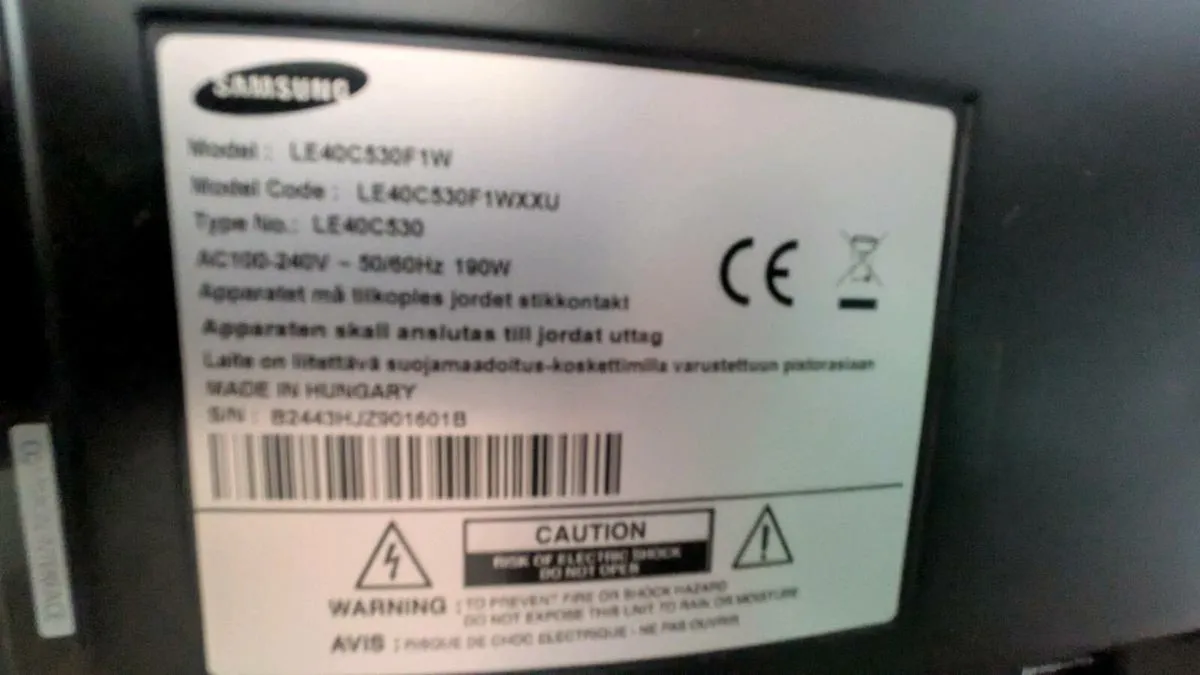 SAMSUNG
Model : LE40C530F1W
Model Code : LE40C530F1WXXU
Type No.: LE40C530
AC100-240V ~ 50/60Hz 190W
Apparatet må tilkoples jordet stikkontakt
Apparaten skall anslutas till jordat uttag
Laite on liitettävä suojamaadoitus-koskettimilla varustettuun pistorasiaan
MADE IN HUNGARY
S/N : B2443HJZ901601B
CE
CAUTION
RISK OF ELECTRIC SHOCK
DO NOT OPEN
WARNING : TO PREVENT FIRE OR SHOCK HAZARD
DO NOT EXPOSE THIS UNIT TO RAIN OR MOISTURE
AVIS : RISQUE DE CHOC ELECTRIQUE - NE PAS OUVRIR